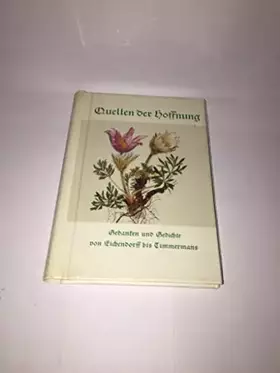 Quellen der Hoffnung
Gedanken und Gedichte
von Eichendorff bis Timmermans